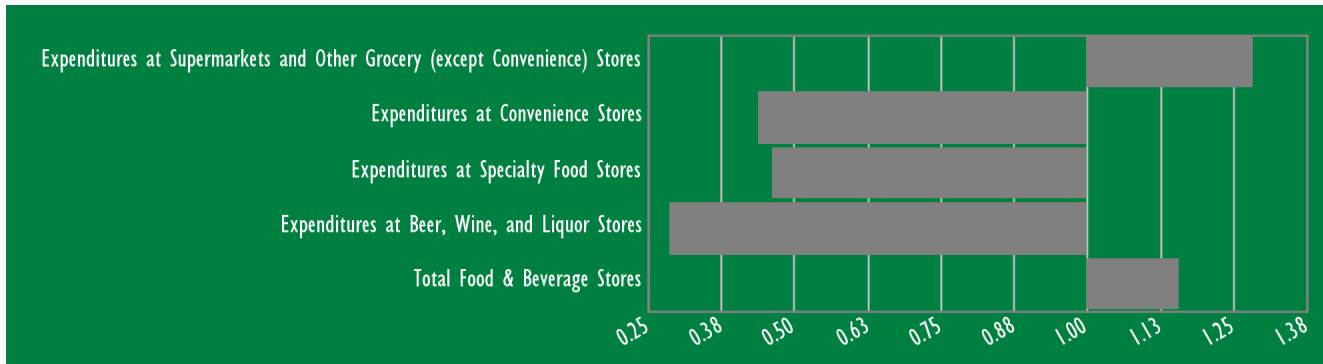 Expenditures at Supermarkets and Other Grocery (except Convenience) Stores
Expenditures at Convenience Stores
Expenditures at Specialty Food Stores
Expenditures at Beer, Wine, and Liquor Stores
Total Food & Beverage Stores
0.25 0.38 0.50 0.63 0.75 0.88 1.00 1.13 1.25 1.38